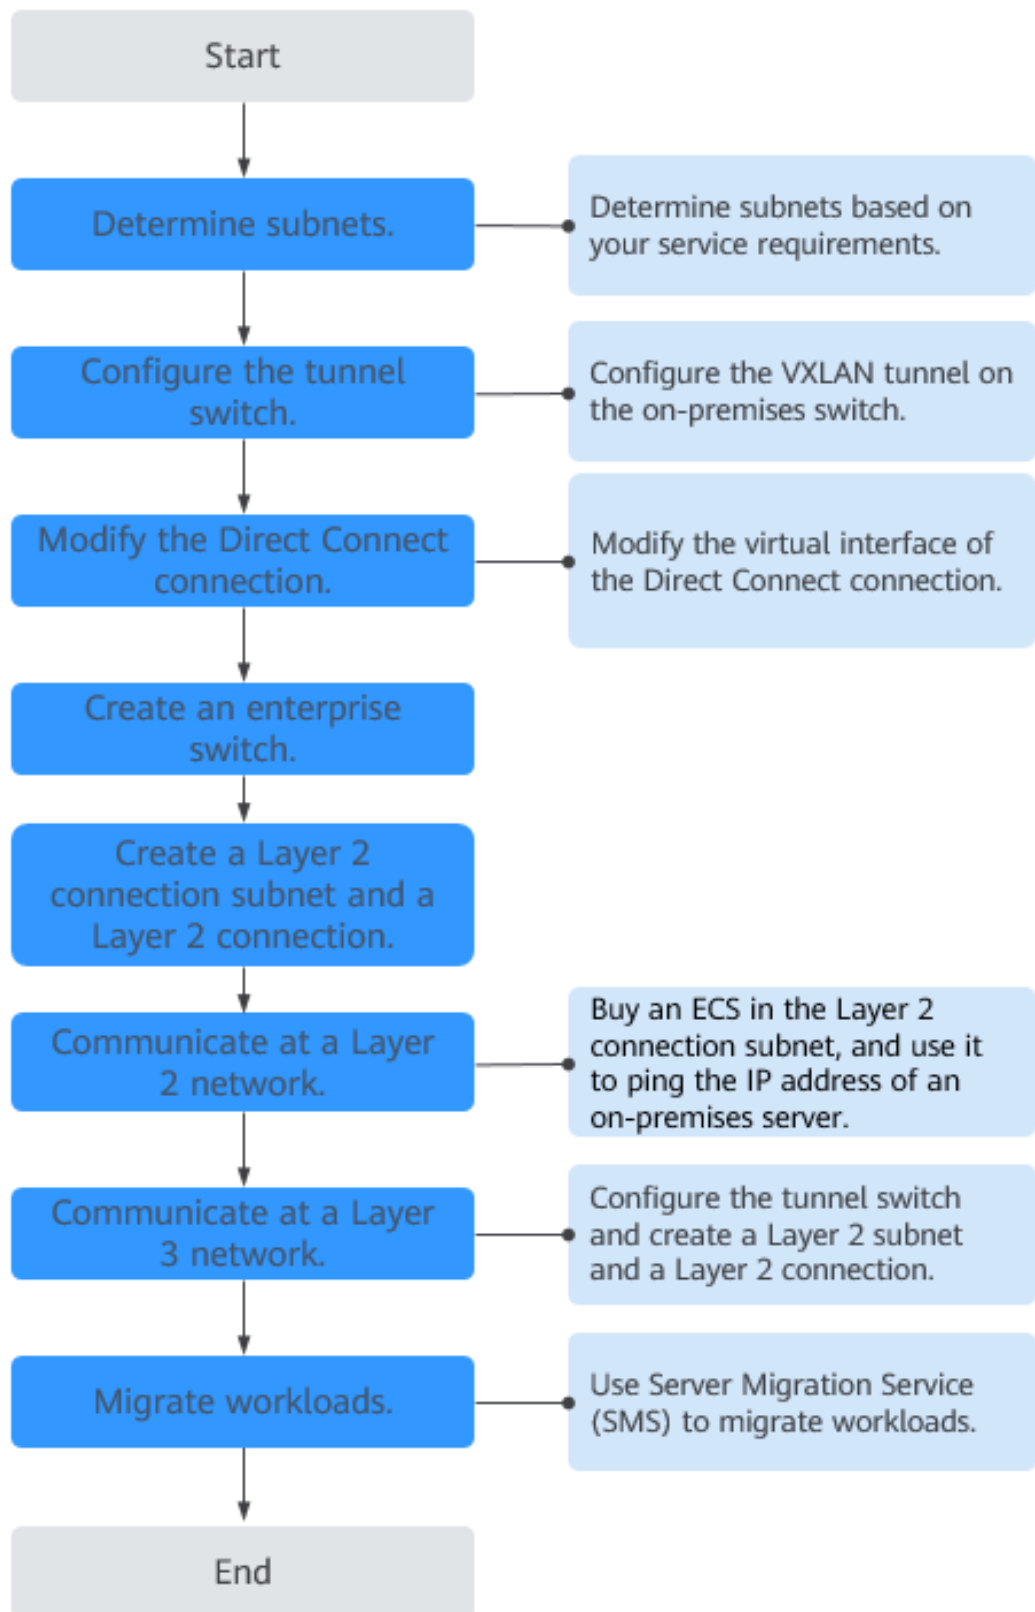 Start
Determine subnets.
Determine subnets based on
your service requirements.
Configure the tunnel
switch.
Configure the VXLAN tunnel on
the on-premises switch.
Modify the Direct Connect
connection.
Modify the virtual interface of
the Direct Connect connection.
Create an enterprise
switch.
Create a Layer 2
connection subnet and a
Layer 2 connection.
Communicate at a Layer
2 network.
Buy an ECS in the Layer 2
connection subnet, and use it
to ping the IP address of an
on-premises server.
Communicate at a Layer
3 network.
Configure the tunnel switch
and create a Layer 2 subnet
and a Layer 2 connection.
Migrate workloads.
Use Server Migration Service
(SMS) to migrate workloads.
End